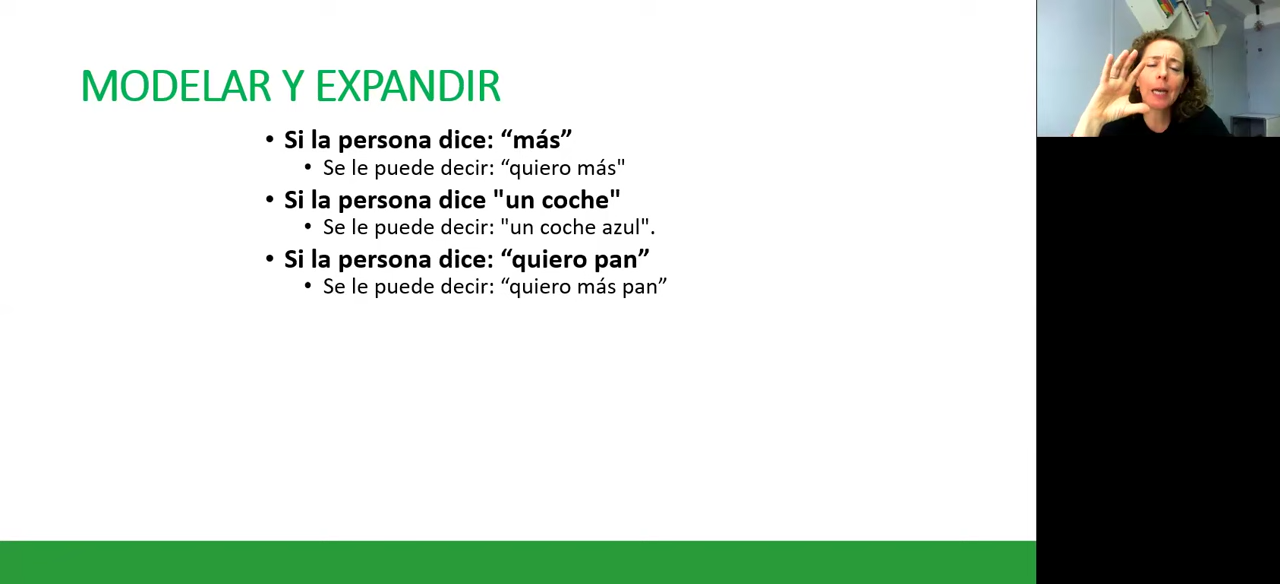 MODELAR Y EXPANDIR
• Si la persona dice: “más”
• Se le puede decir: “quiero más"
• Si la persona dice "un coche"
• Se le puede decir: "un coche azul".
• Si la persona dice: “quiero pan”
• Se le puede decir: “quiero más pan”